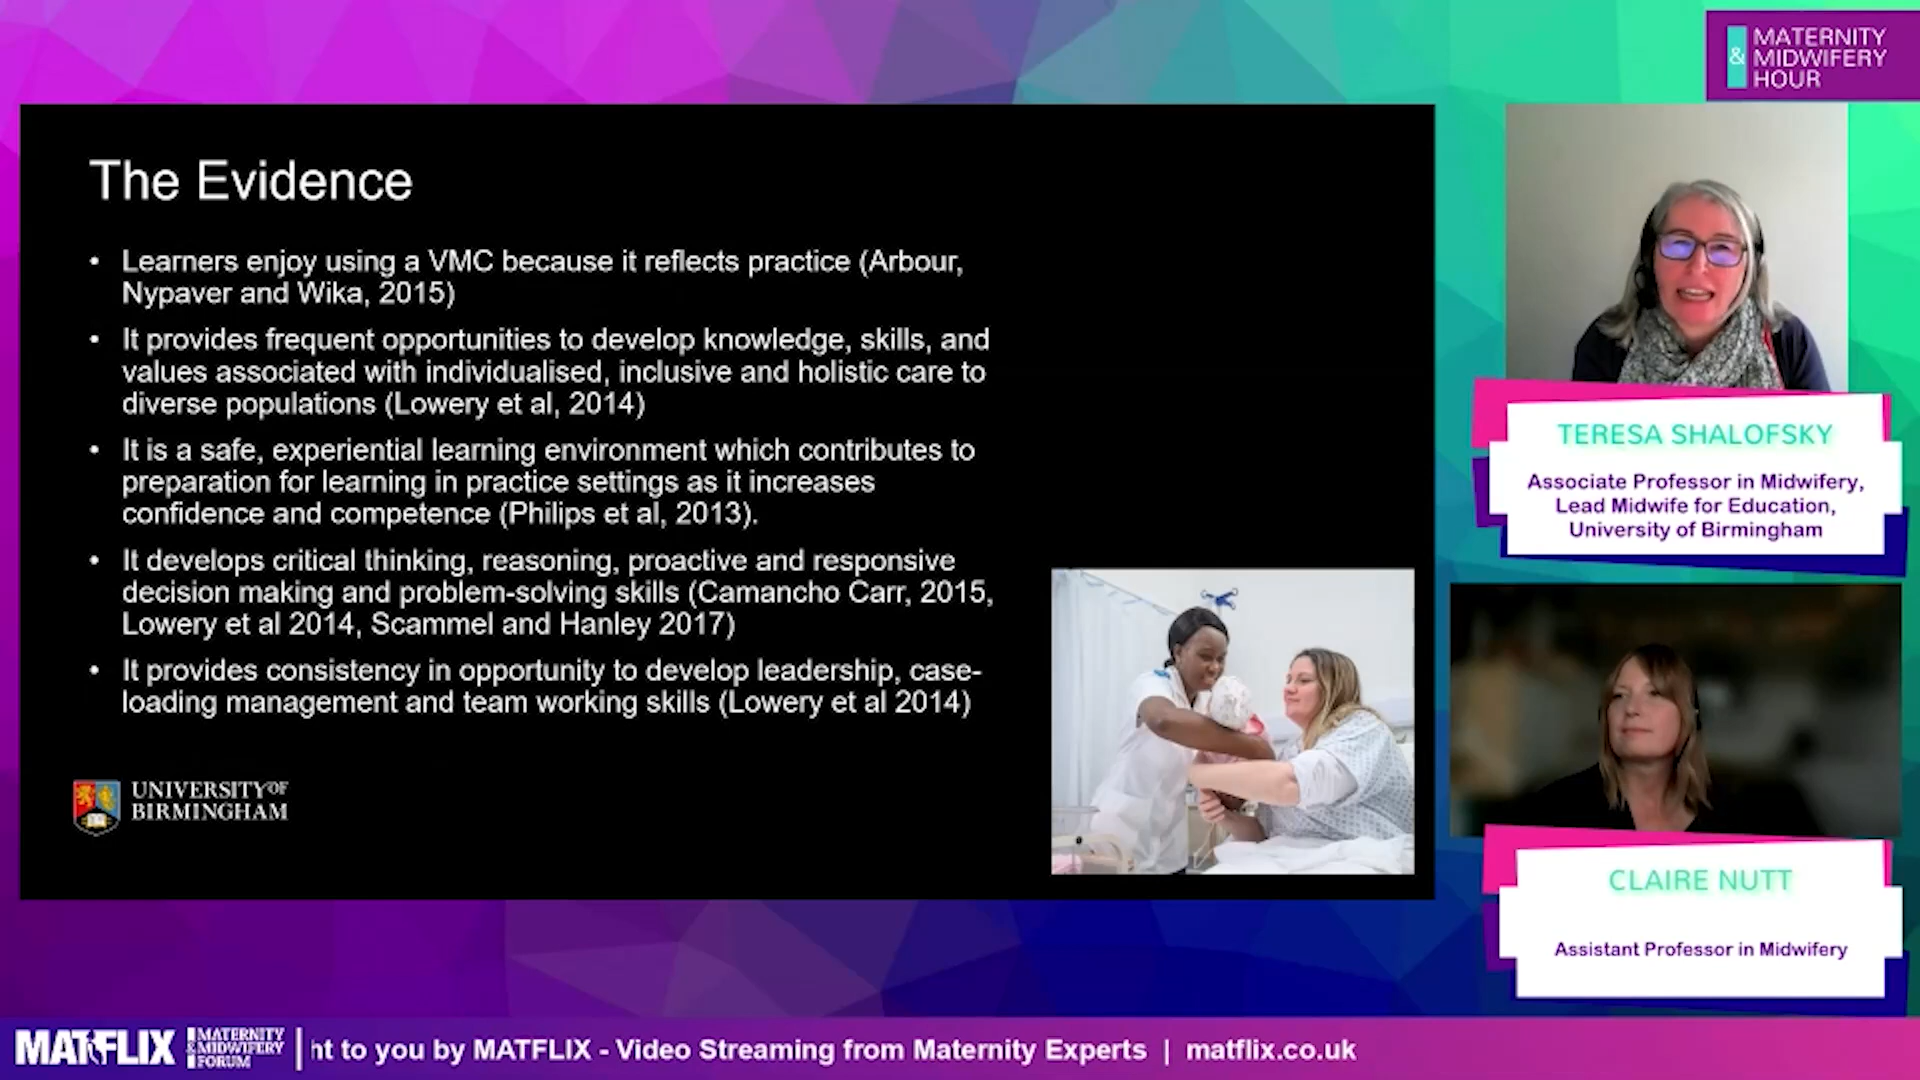 MATERNITY
& MIDWIFERY
HOUR
The Evidence
• Learners enjoy using a VMC because it reflects practice (Arbour,
Nypaver and Wika, 2015)
• It provides frequent opportunities to develop knowledge, skills, and
values associated with individualised, inclusive and holistic care to
diverse populations (Lowery et al, 2014)
• It is a safe, experiential learning environment which contributes to
preparation for learning in practice settings as it increases
confidence and competence (Philips et al, 2013).
• It develops critical thinking, reasoning, proactive and responsive
decision making and problem-solving skills (Camancho Carr, 2015,
Lowery et al 2014, Scammel and Hanley 2017)
• It provides consistency in opportunity to develop leadership, case-
loading management and team working skills (Lowery et al 2014)
UNIVERSITY OF
BIRMINGHAM
TERESA SHALOFSKY
Associate Professor in Midwifery,
Lead Midwife for Education,
University of Birmingham
CLAIRE NUTT
Assistant Professor in Midwifery
MATFLIX
MATERNITY
& MIDWIFERY
FORUM
ht to you by MATFLIX - Video Streaming from Maternity Experts | matflix.co.uk